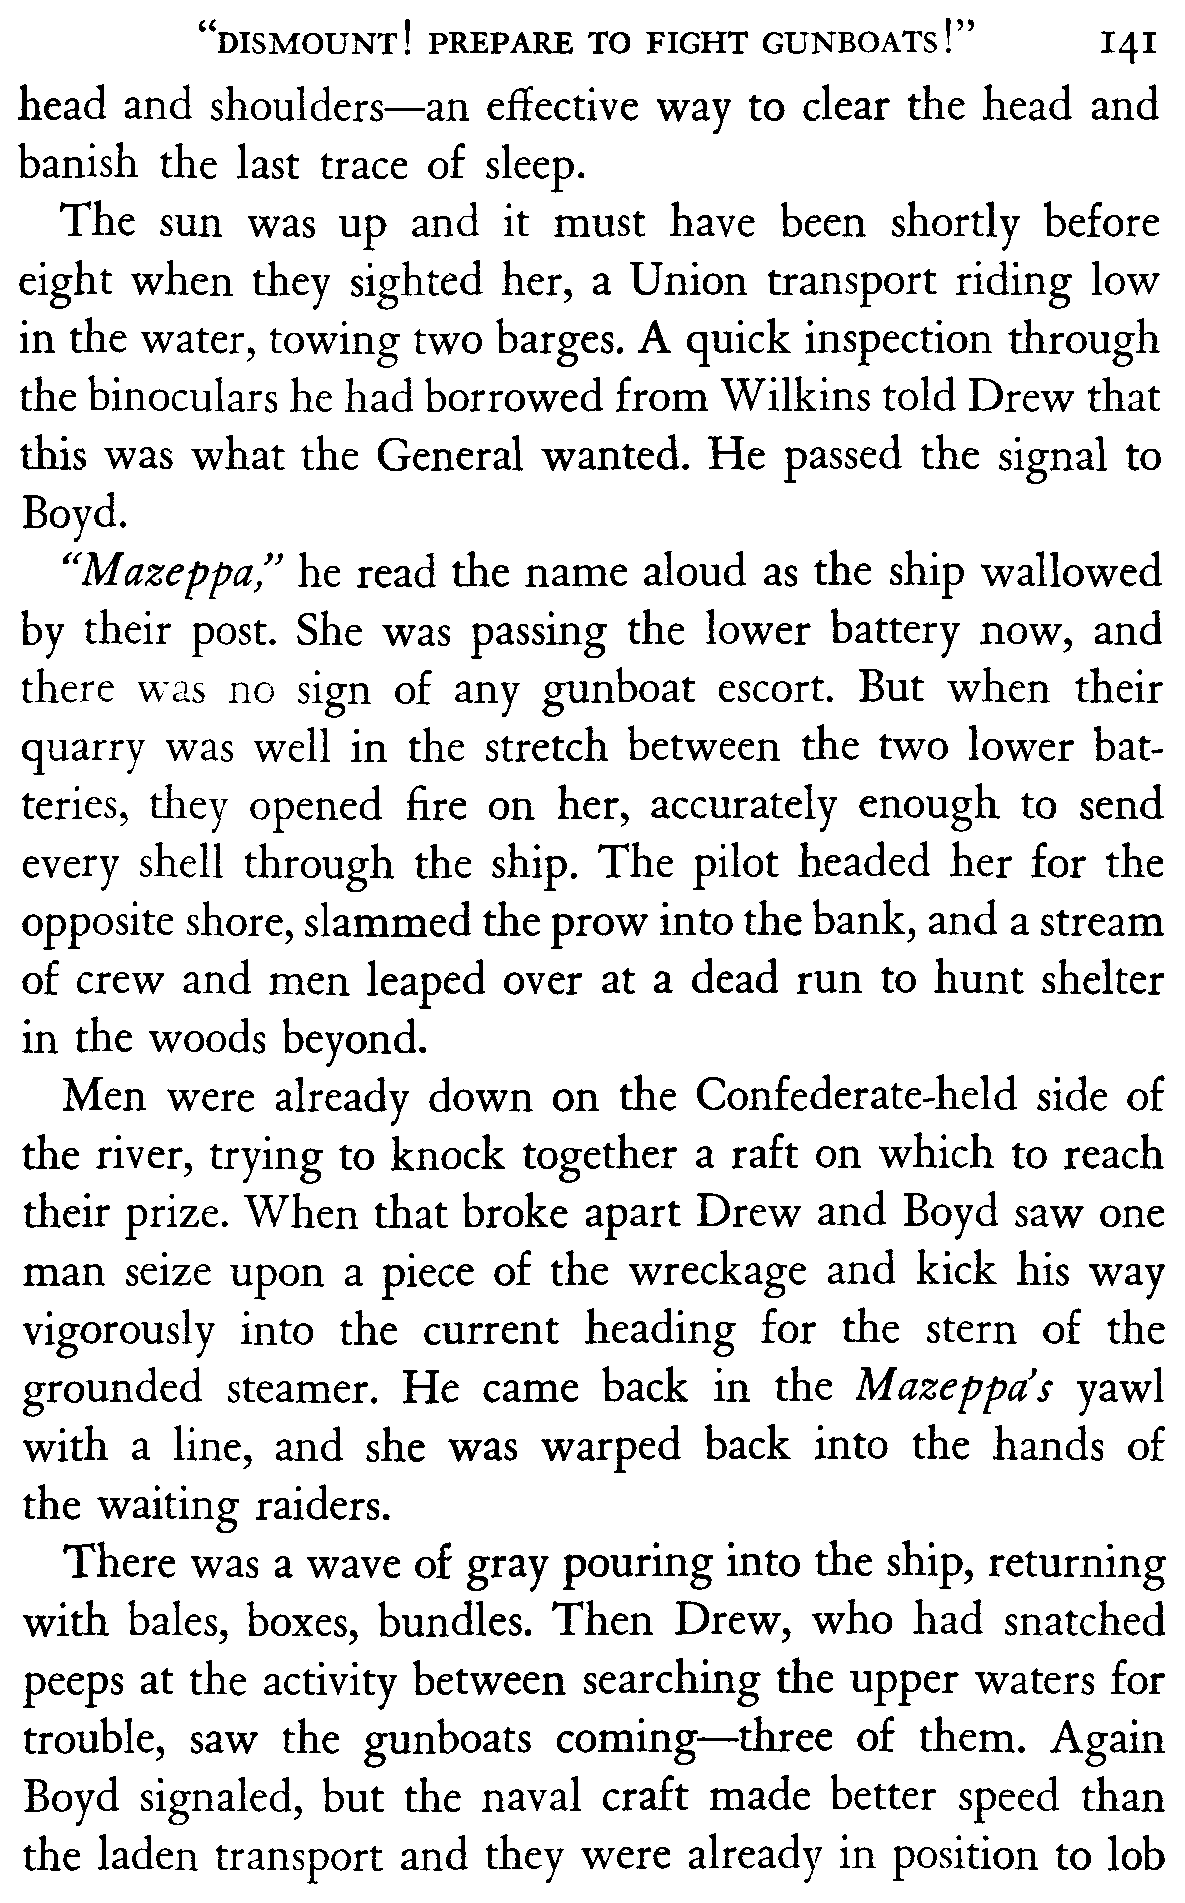 "DISMOUNT! PREPARE TO FIGHT GUNBOATS!" 141
head and shoulders—an effective way to clear the head and
banish the last trace of sleep.
The sun was up and it must have been shortly before
eight when they sighted her, a Union transport riding low
in the water, towing two barges. A quick inspection through
the binoculars he had borrowed from Wilkins told Drew that
this was what the General wanted. He passed the signal to
Boyd.
"Mazeppa," he read the name aloud as the ship wallowed
by their post. She was passing the lower battery now, and
there was no sign of any gunboat escort. But when their
quarry was well in the stretch between the two lower bat-
teries, they opened fire on her, accurately enough to send
every shell through the ship. The pilot headed her for the
opposite shore, slammed the prow into the bank, and a stream
of crew and men leaped over at a dead run to hunt shelter
in the woods beyond.
Men were already down on the Confederate-held side of
the river, trying to knock together a raft on which to reach
their prize. When that broke apart Drew and Boyd saw one
man seize upon a piece of the wreckage and kick his way
vigorously into the current heading for the stern of the
grounded steamer. He came back in the Mazeppa's yawl
with a line, and she was warped back into the hands of
the waiting raiders.
There was a wave of gray pouring into the ship, returning
with bales, boxes, bundles. Then Drew, who had snatched
peeps at the activity between searching the upper waters for
trouble, saw the gunboats coming—three of them. Again
Boyd signaled, but the naval craft made better speed than
the laden transport and they were already in position to lob